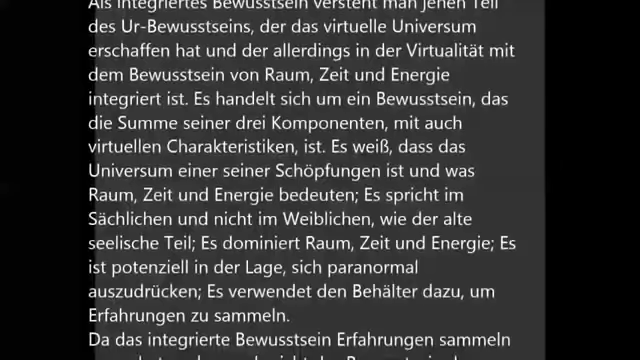 Als integriertes Bewusstsein versteht man jenen Teil
des Ur-Bewusstseins, der das virtuelle Universum
erschaffen hat und der allerdings in der Virtualität mit
dem Bewusstsein von Raum, Zeit und Energie
integriert ist. Es handelt sich um ein Bewusstsein, das
die Summe seiner drei Komponenten, mit auch
virtuellen Charakteristiken, ist. Es weiß, dass das
Universum einer seiner Schöpfungen ist und was
Raum, Zeit und Energie bedeuten; Es spricht im
Sächlichen und nicht im Weiblichen, wie der alte
seelische Teil; Es dominiert Raum, Zeit und Energie; Es
ist potenziell in der Lage, sich paranormal
auszudrücken; Es verwendet den Behälter dazu, um
Erfahrungen zu sammeln.
Da das integrierte Bewusstsein Erfahrungen sammeln